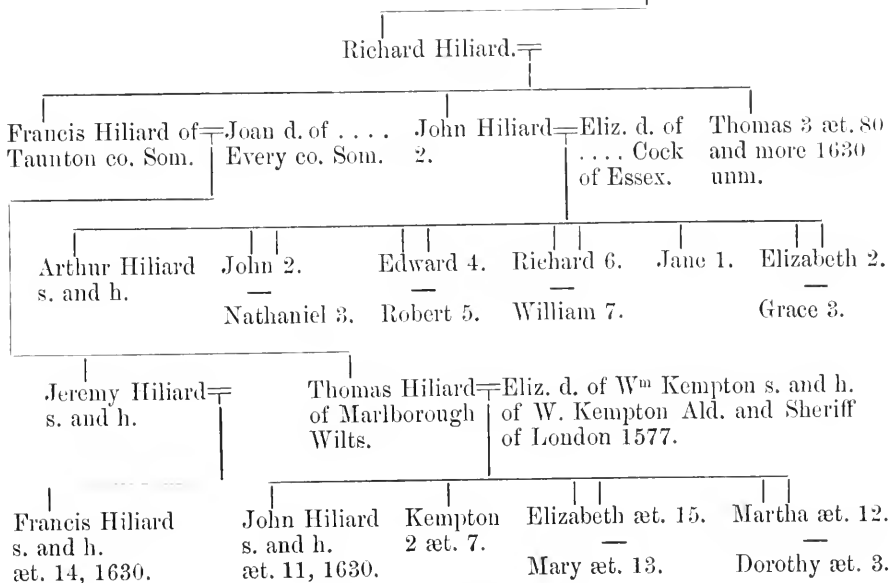 Richard Hiliard.
Francis Hiliard of
Taunton co. Som.
Joan d. of . . . .
Every co. Som.
John Hiliard
2.
Eliz. d. of
. . . . Cock
of Essex.
Thomas 3 æt. 80
and more 1630
unm.
Arthur Hiliard
s. and h.
John 2.
—
Nathaniel 3.
Edward 4.
—
Robert 5.
Richard 6.
—
William 7.
Jane 1.
Elizabeth 2.
—
Grace 3.
Jeremy Hiliard
s. and h.
Thomas Hiliard
of Marlborough
Wilts.
Eliz. d. of Wm Kempton s. and h.
of W. Kempton Ald. and Sheriff
of London 1577.
Francis Hiliard
s. and h.
æt. 14, 1630.
John Hiliard
s. and h.
æt. 11, 1630.
Kempton
2 æt. 7.
Elizabeth æt. 15.
—
Mary æt. 13.
Martha æt. 12.
—
Dorothy æt. 3.